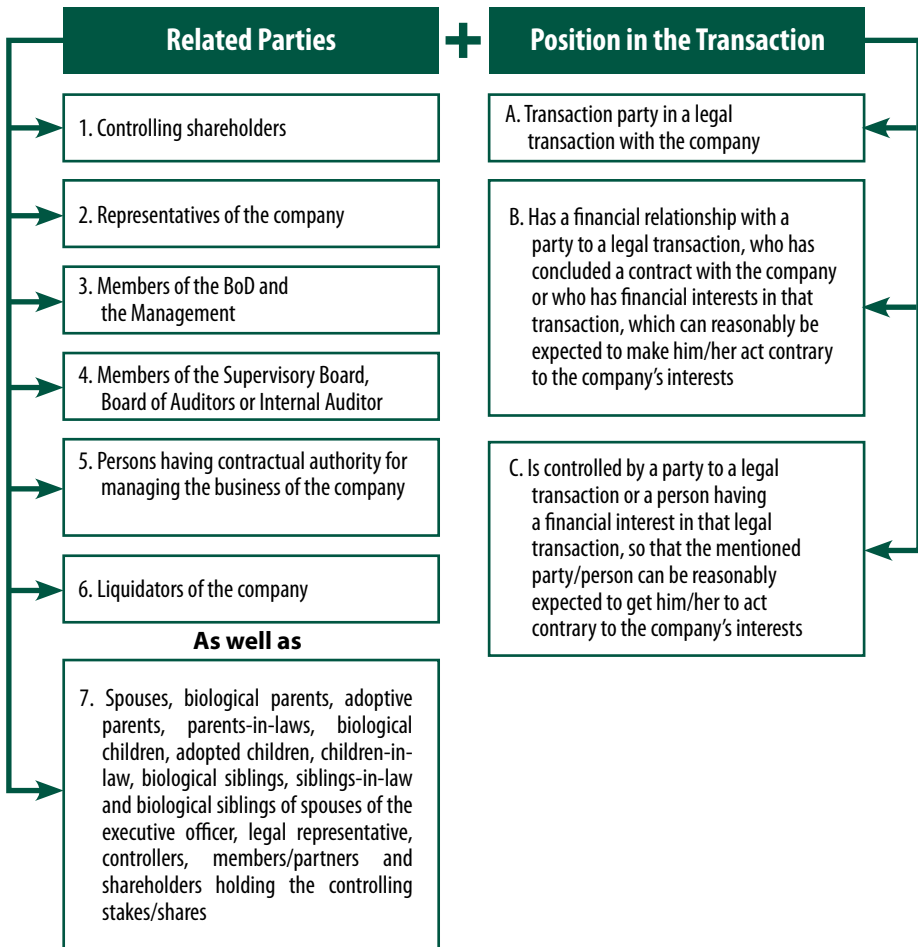 Related Parties
+
Position in the Transaction
1. Controlling shareholders
2. Representatives of the company
3. Members of the BoD and
the Management
4. Members of the Supervisory Board,
Board of Auditors or Internal Auditor
5. Persons having contractual authority for
managing the business of the company
6. Liquidators of the company
As well as
7. Spouses, biological parents, adoptive
parents, parents-in-laws, biological
children, adopted children, children-in-
law, biological siblings, siblings-in-law
and biological siblings of spouses of the
executive officer, legal representative,
controllers, members/partners and
shareholders holding the controlling
stakes/shares
A. Transaction party in a legal
transaction with the company
B. Has a financial relationship with a
party to a legal transaction, who has
concluded a contract with the company
or who has financial interests in that
transaction, which can reasonably be
expected to make him/her act contrary
to the company's interests
C. Is controlled by a party to a legal
transaction or a person having
a financial interest in that legal
transaction, so that the mentioned
party/person can be reasonably
expected to get him/her to act
contrary to the company's interests